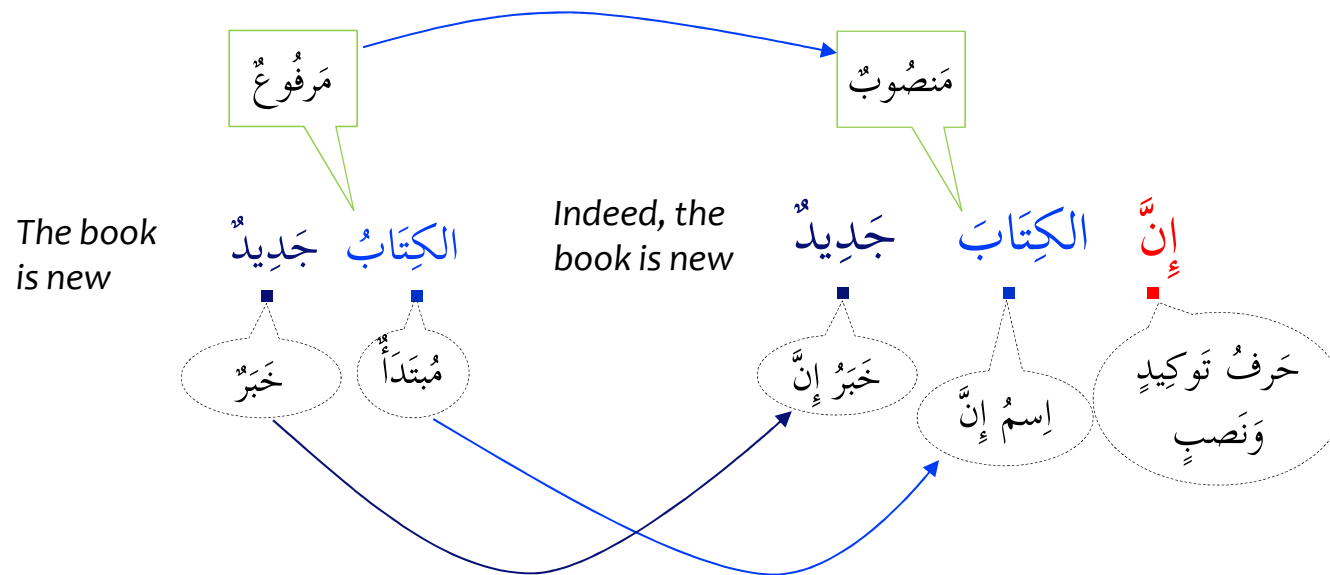 مَرفُوعٌ
مَنصُوبٌ
The book
is new
الكِتَابُ جَدِيدٌ
Indeed, the
book is new
إِنَّ الكِتَابَ جَدِيدٌ
مُبتَدَأٌ
خَبَرٌ
حَرفُ تَوكِيدٍ
وَنَصبٍ
اِسمُ إِنَّ
خَبَرُ إِنَّ